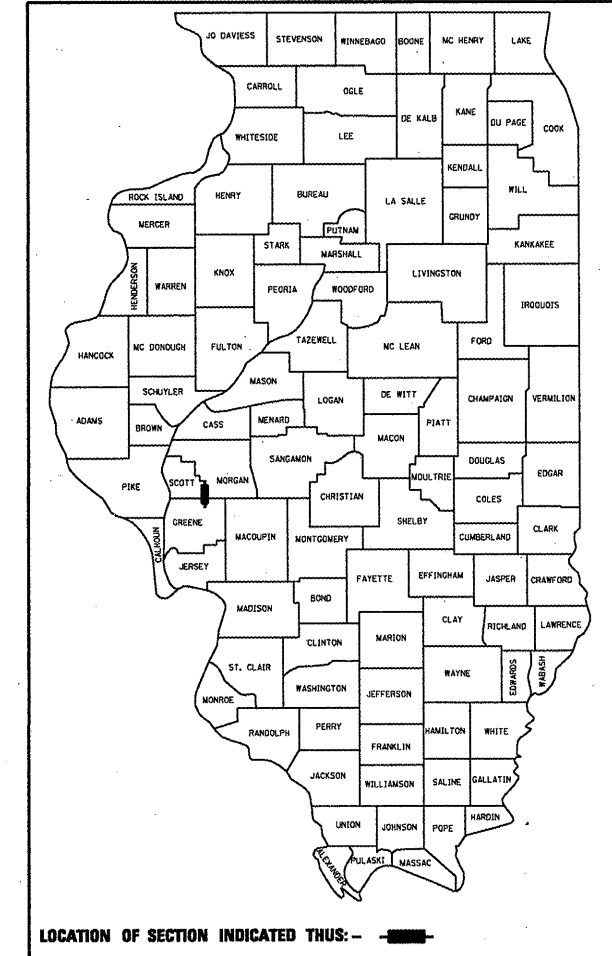 JO DAVIESS
STEVENSON
WINNEBAGO
BOONE
MC HENRY
LAKE
CARROLL
OGLE
DE KALB
KANE
DU PAGE
COOK
WHITESIDE
LEE
KENDALL
WILL
ROCK ISLAND
HENRY
BUREAU
LA SALLE
GRUNDY
MERCER
PUTNAM
STARK
MARSHALL
KANKAKEE
HENDERSON
WARREN
KNOX
PEORIA
WOODFORD
LIVINGSTON
IROQUOIS
HANCOCK
MC DONOUGH
FULTON
TAZEWELL
MC LEAN
FORD
MASON
SCHUYLER
LOGAN
DE WITT
CHAMPAIGN
VERMILION
ADAMS
BROWN
CASS
MENARD
PIATT
MACON
SANGAMON
DOUGLAS
PIKE
SCOTT
MORGAN
CHRISTIAN
MOULTRIE
EDGAR
COLES
GREENE
MACOUPIN
MONTGOMERY
SHELBY
CUMBERLAND
CLARK
CALHOUN
JERSEY
FAYETTE
EFFINGHAM
JASPER
CRAWFORD
MADISON
BOND
CLAY
RICHLAND
LAWRENCE
CLINTON
MARION
ST. CLAIR
WAYNE
EDWARDS
WABASH
WASHINGTON
JEFFERSON
MONROE
RANDOLPH
PERRY
HAMILTON
WHITE
FRANKLIN
JACKSON
WILLIAMSON
SALINE
GALLATIN
UNION
JOHNSON
POPE
HARDIN
ALEXANDER
PULASKI
MASSAC
LOCATION OF SECTION INDICATED THUS: -